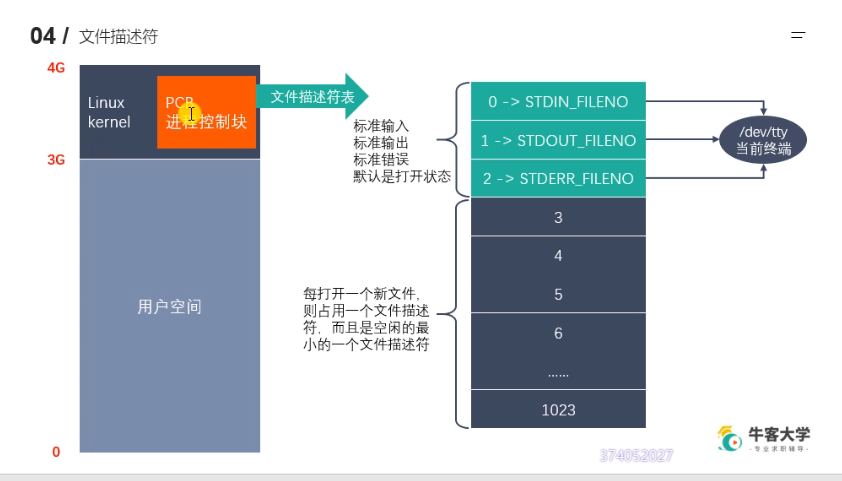 04 / 文件描述符
4G
Linux
kernel
PCB
进程控制块
3G
用户空间
0
文件描述符表
标准输入
标准输出
标准错误
默认是打开状态
0 -> STDIN_FILENO
1 -> STDOUT_FILENO
2 -> STDERR_FILENO
/dev/tty
当前终端
每打开一个新文件，
则占用一个文件描述
符，而且是空闲的最
小的一个文件描述符
3
4
5
6
......
1023
牛客大学
-专业求职辅导-
374052027